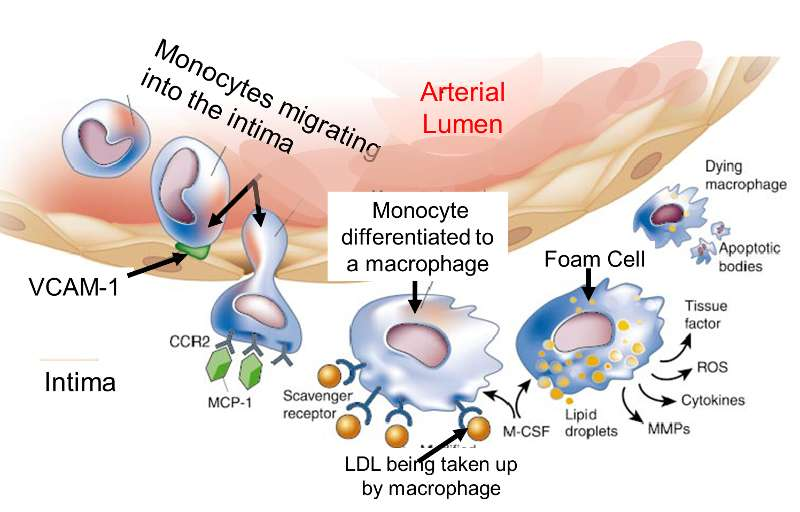 Monocytes migrating
into the intima
Arterial
Lumen
Dying
macrophage
Monocyte
differentiated to
a macrophage
Apoptotic
bodies
Foam Cell
VCAM-1
Tissue
factor
CCR2
ROS
Intima
MCP-1
Scavenger
receptor
Cytokines
M-CSF
Lipid
droplets
MMPs
LDL being taken up
by macrophage